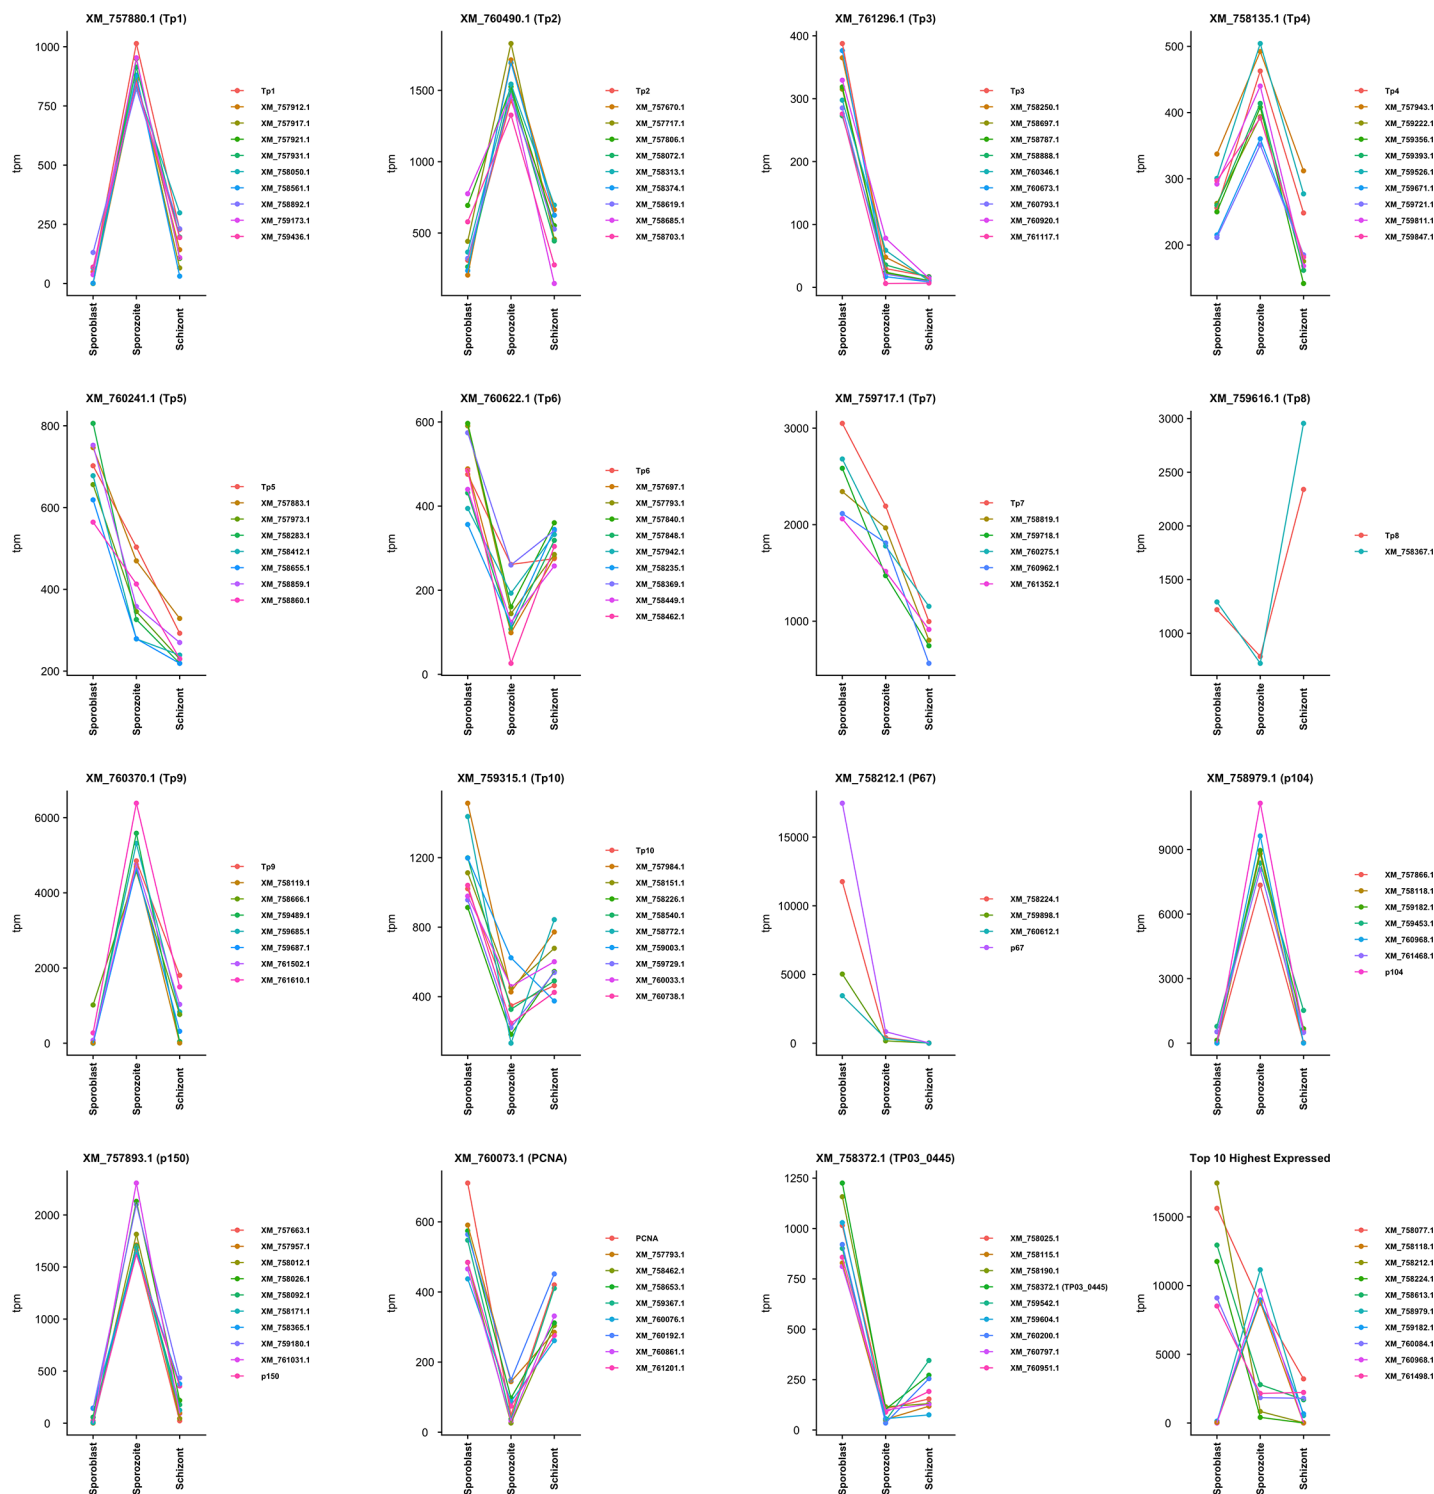 XM_757880.1 (Tp1)
1000
750
500
250
0
tpm
Sporoblast
Sporozoite
Schizont
Tp1
XM_757912.1
XM_757917.1
XM_757921.1
XM_757931.1
XM_758050.1
XM_758561.1
XM_758892.1
XM_759173.1
XM_759436.1
XM_760490.1 (Tp2)
1500
1000
500
tpm
Sporoblast
Sporozoite
Schizont
Tp2
XM_757670.1
XM_757717.1
XM_757806.1
XM_758072.1
XM_758313.1
XM_758374.1
XM_758619.1
XM_758685.1
XM_758703.1
XM_761296.1 (Tp3)
400
300
200
100
0
tpm
Sporoblast
Sporozoite
Schizont
Tp3
XM_758250.1
XM_758697.1
XM_758787.1
XM_758888.1
XM_760346.1
XM_760673.1
XM_760793.1
XM_760920.1
XM_761117.1
XM_758135.1 (Tp4)
500
400
300
200
tpm
Sporoblast
Sporozoite
Schizont
Tp4
XM_757943.1
XM_759222.1
XM_759356.1
XM_759393.1
XM_759526.1
XM_759671.1
XM_759721.1
XM_759811.1
XM_759847.1
XM_760241.1 (Tp5)
800
600
400
200
tpm
Sporoblast
Sporozoite
Schizont
Tp5
XM_757883.1
XM_757973.1
XM_758283.1
XM_758412.1
XM_758655.1
XM_758859.1
XM_758860.1
XM_760622.1 (Tp6)
600
400
200
0
tpm
Sporoblast
Sporozoite
Schizont
Tp6
XM_757697.1
XM_757793.1
XM_757840.1
XM_757848.1
XM_757942.1
XM_758235.1
XM_758369.1
XM_758449.1
XM_758462.1
XM_759717.1 (Tp7)
3000
2000
1000
tpm
Sporoblast
Sporozoite
Schizont
Tp7
XM_758819.1
XM_759718.1
XM_760275.1
XM_760962.1
XM_761352.1
XM_759616.1 (Tp8)
3000
2500
2000
1500
1000
tpm
Sporoblast
Sporozoite
Schizont
Tp8
XM_758367.1
XM_760370.1 (Tp9)
6000
4000
2000
0
tpm
Sporoblast
Sporozoite
Schizont
Tp9
XM_758119.1
XM_758666.1
XM_759489.1
XM_759685.1
XM_759687.1
XM_761502.1
XM_761610.1
XM_759315.1 (Tp10)
1200
800
400
tpm
Sporoblast
Sporozoite
Schizont
Tp10
XM_757984.1
XM_758151.1
XM_758226.1
XM_758540.1
XM_758772.1
XM_759003.1
XM_759729.1
XM_760033.1
XM_760738.1
XM_758212.1 (P67)
15000
10000
5000
0
tpm
Sporoblast
Sporozoite
Schizont
XM_758224.1
XM_759898.1
XM_760612.1
p67
XM_758979.1 (p104)
9000
6000
3000
0
tpm
Sporoblast
Sporozoite
Schizont
XM_757866.1
XM_758118.1
XM_759182.1
XM_759453.1
XM_760968.1
XM_761468.1
p104
XM_757893.1 (p150)
2000
1500
1000
500
0
tpm
Sporoblast
Sporozoite
Schizont
XM_757663.1
XM_757957.1
XM_758012.1
XM_758026.1
XM_758092.1
XM_758171.1
XM_758365.1
XM_759180.1
XM_761031.1
p150
XM_760073.1 (PCNA)
600
400
200
0
tpm
Sporoblast
Sporozoite
Schizont
PCNA
XM_757793.1
XM_758462.1
XM_758653.1
XM_759367.1
XM_760076.1
XM_760192.1
XM_760861.1
XM_761201.1
XM_758372.1 (TP03_0445)
1250
1000
750
500
250
0
tpm
Sporoblast
Sporozoite
Schizont
XM_758025.1
XM_758115.1
XM_758190.1
XM_758372.1 (TP03_0445)
XM_759542.1
XM_759604.1
XM_760200.1
XM_760797.1
XM_760951.1
Top 10 Highest Expressed
15000
10000
5000
0
tpm
Sporoblast
Sporozoite
Schizont
XM_758077.1
XM_758118.1
XM_758212.1
XM_758224.1
XM_758613.1
XM_758979.1
XM_759182.1
XM_760084.1
XM_760968.1
XM_761498.1